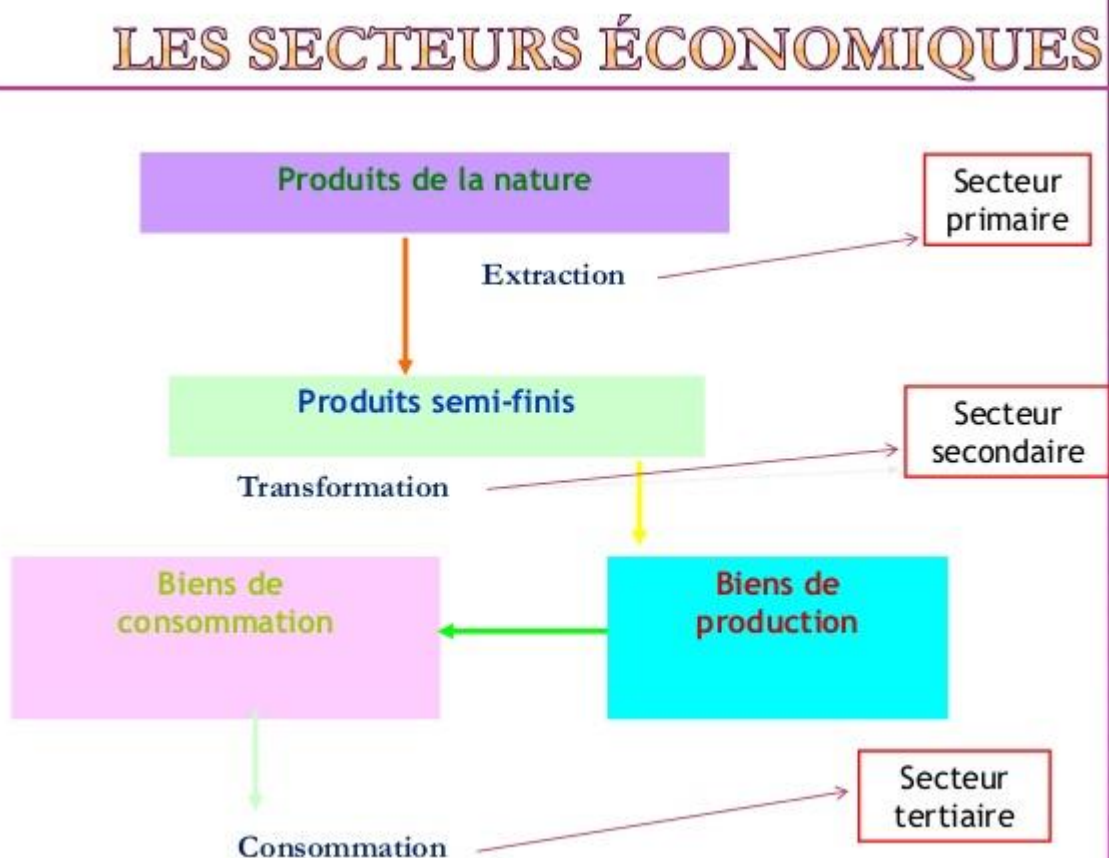 LES SECTEURS ÉCONOMIQUES
Produits de la nature
Secteur
primaire
Extraction
Produits semi-finis
Secteur
secondaire
Transformation
Biens de
consommation
Biens de
production
Secteur
tertiaire
Consommation